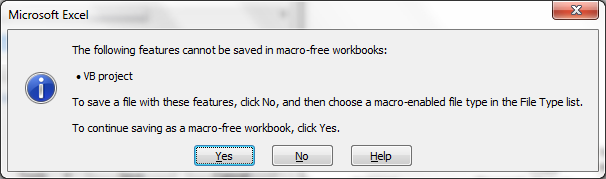 Microsoft Excel
The following features cannot be saved in macro-free workbooks:
• VB project
To save a file with these features, click No, and then choose a macro-enabled file type in the File Type list.
To continue saving as a macro-free workbook, click Yes.
Yes No Help